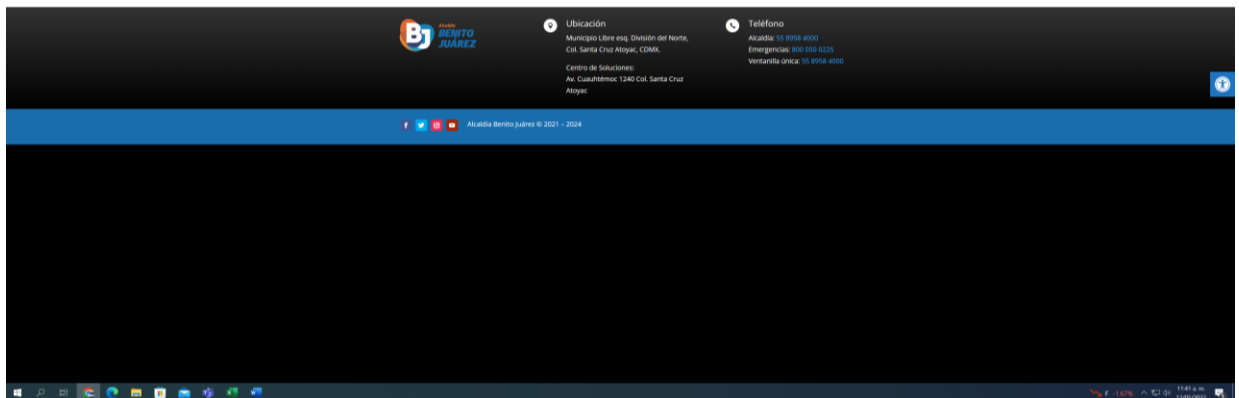 Alcaldía
BENITO
JUÁREZ
Ubicación
Municipio Libre esq. División del Norte,
Col. Santa Cruz Atoyac, CDMX.
Centro de Soluciones:
Av. Cuauhtémoc 1240 Col. Santa Cruz
Atoyac
Teléfono
Alcaldía: 55 8958 4000
Emergencias: 800 050 0225
Ventanilla única: 55 8958 4000
Alcaldía Benito Juárez © 2021 – 2024
-1.67%
11:41 a.m.